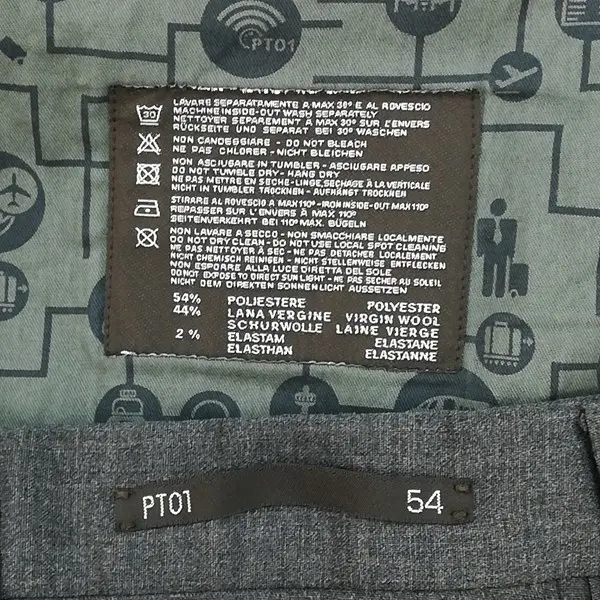 PT01
LAVARE SEPARATAMENTE A MAX 30° E AL ROVESCIO
MACHINE INSIDE-OUT WASH SEPARATELY
NETTOYER SEPAREMENT A MAX 30° SUR L'ENVERS
RÜCKSEITE UND SEPARAT BEI 30° WASCHEN
30
NON CANDEGGIARE - DO NOT BLEACH
NE PAS CHLORER - NICHT BLEICHEN
NON ASCIUGARE IN TUMBLER - ASCIUGARE APPESO
DO NOT TUMBLE DRY - HANG DRY
NE PAS METTRE EN SECHE-LINGE, SECHAGE À LA VERTICALE
NICHT IN TUMBLER TROCKNEN - AUFHÄNGT TROCKNEN
STIRARE AL ROVESCIO A MAX 110° - IRON INSIDE-OUT MAX 110°
REPASSER SUR L'ENVERS À MAX 110°
SEITENVERKEHRT BEI 110° MAX. BÜGELN
NON LAVARE A SECCO - NON SMACCHIARE LOCALMENTE
DO NOT DRY CLEAN - DO NOT USE LOCAL SPOT CLEANING
NE PAS NETTOYER À SEC - NE PAS DETACHER LOCALEMENT
NICHT CHEMISCH REINIGEN - NICHT STELLENWEISE ENTFLECKEN
NON ESPORRE ALLA LUCE DIRETTA DEL SOLE
DO NOT EXPOSE TO DIRECT SUN LIGHT - NE PAS SECHER AU SOLEIL
NICHT DEM DIREKTEN SONNENLICHT AUSSETZEN
54% POLIESTERE POLYESTER
44% LANA VERGINE VIRGIN WOOL
SCHURWOLLE LAINE VIERGE
2% ELASTAM ELASTANE
ELASTHAN ELASTANNE
PT01 54